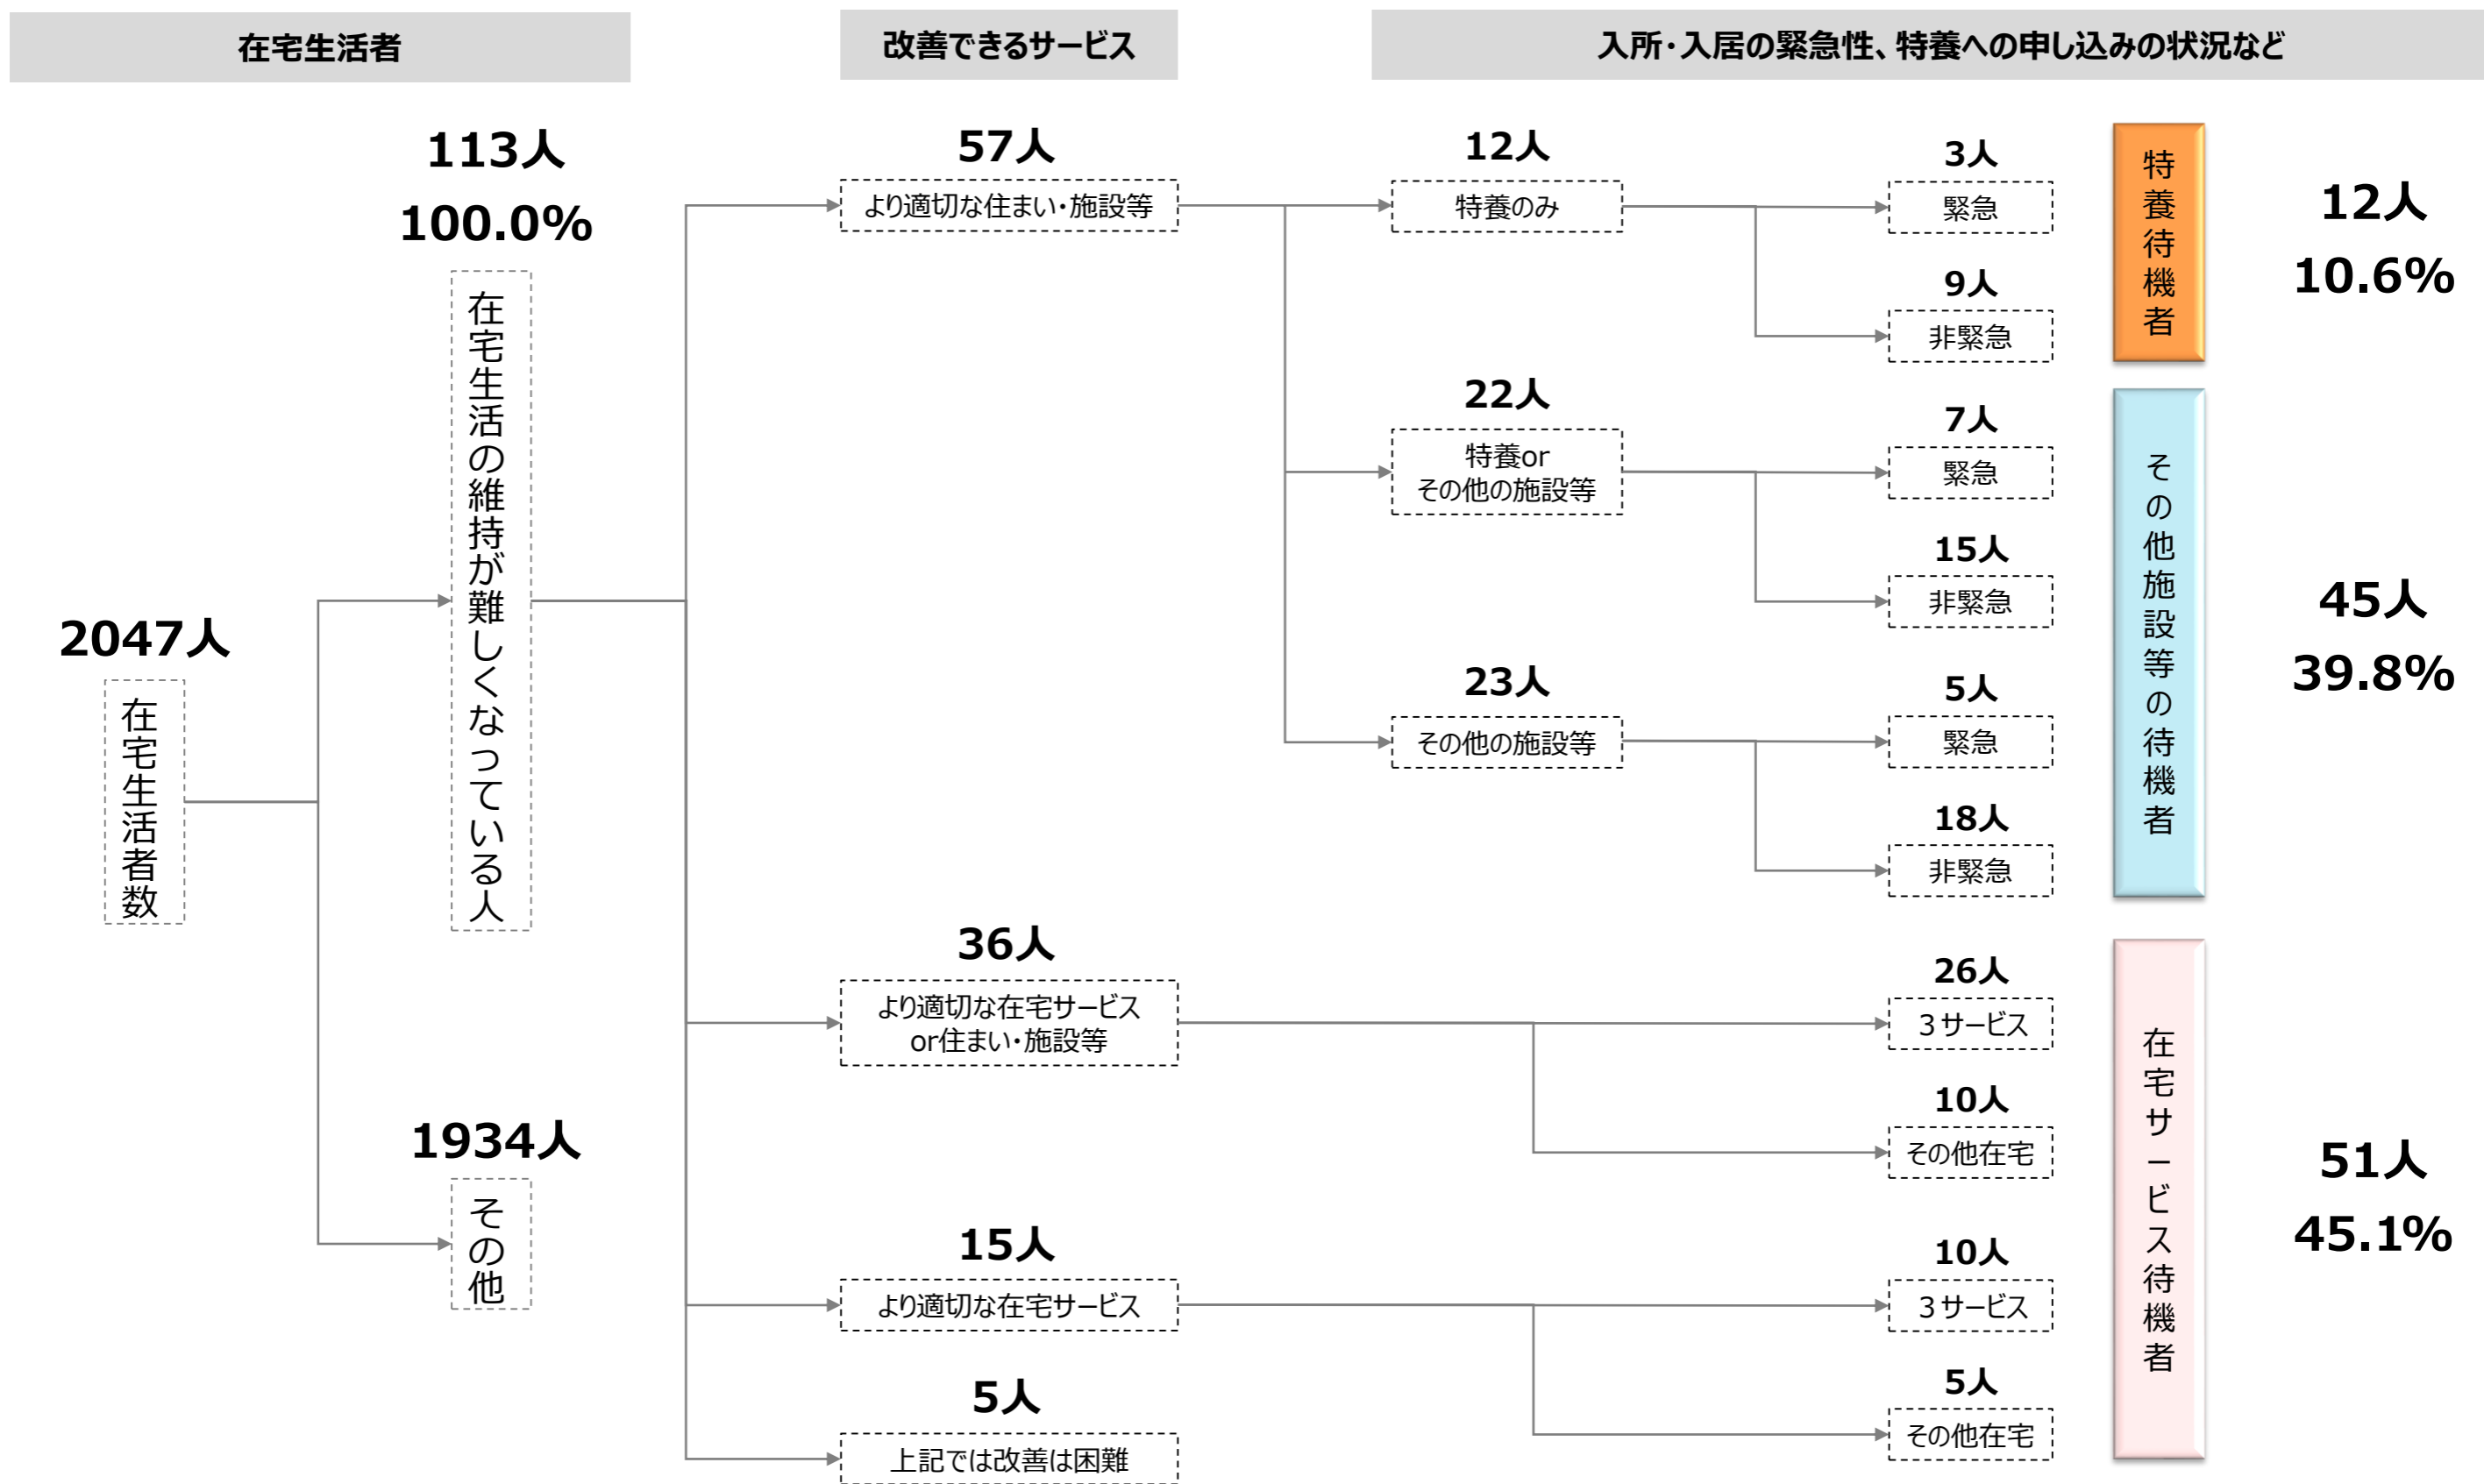 在宅生活者
改善できるサービス
入所・入居の緊急性、特養への申し込みの状況など
2047人
在宅生活者数
113人
100.0%
在宅生活の維持が難しくなっている人
1934人
その他
57人
より適切な住まい・施設等
12人
特養のみ
3人
緊急
9人
非緊急
22人
特養or
その他の施設等
7人
緊急
15人
非緊急
23人
その他の施設等
5人
緊急
18人
非緊急
36人
より適切な在宅サービス
or住まい・施設等
26人
3サービス
10人
その他在宅
15人
より適切な在宅サービス
10人
3サービス
5人
その他在宅
5人
上記では改善は困難
特養待機者
12人
10.6%
その他施設等の待機者
45人
39.8%
在宅サービス待機者
51人
45.1%